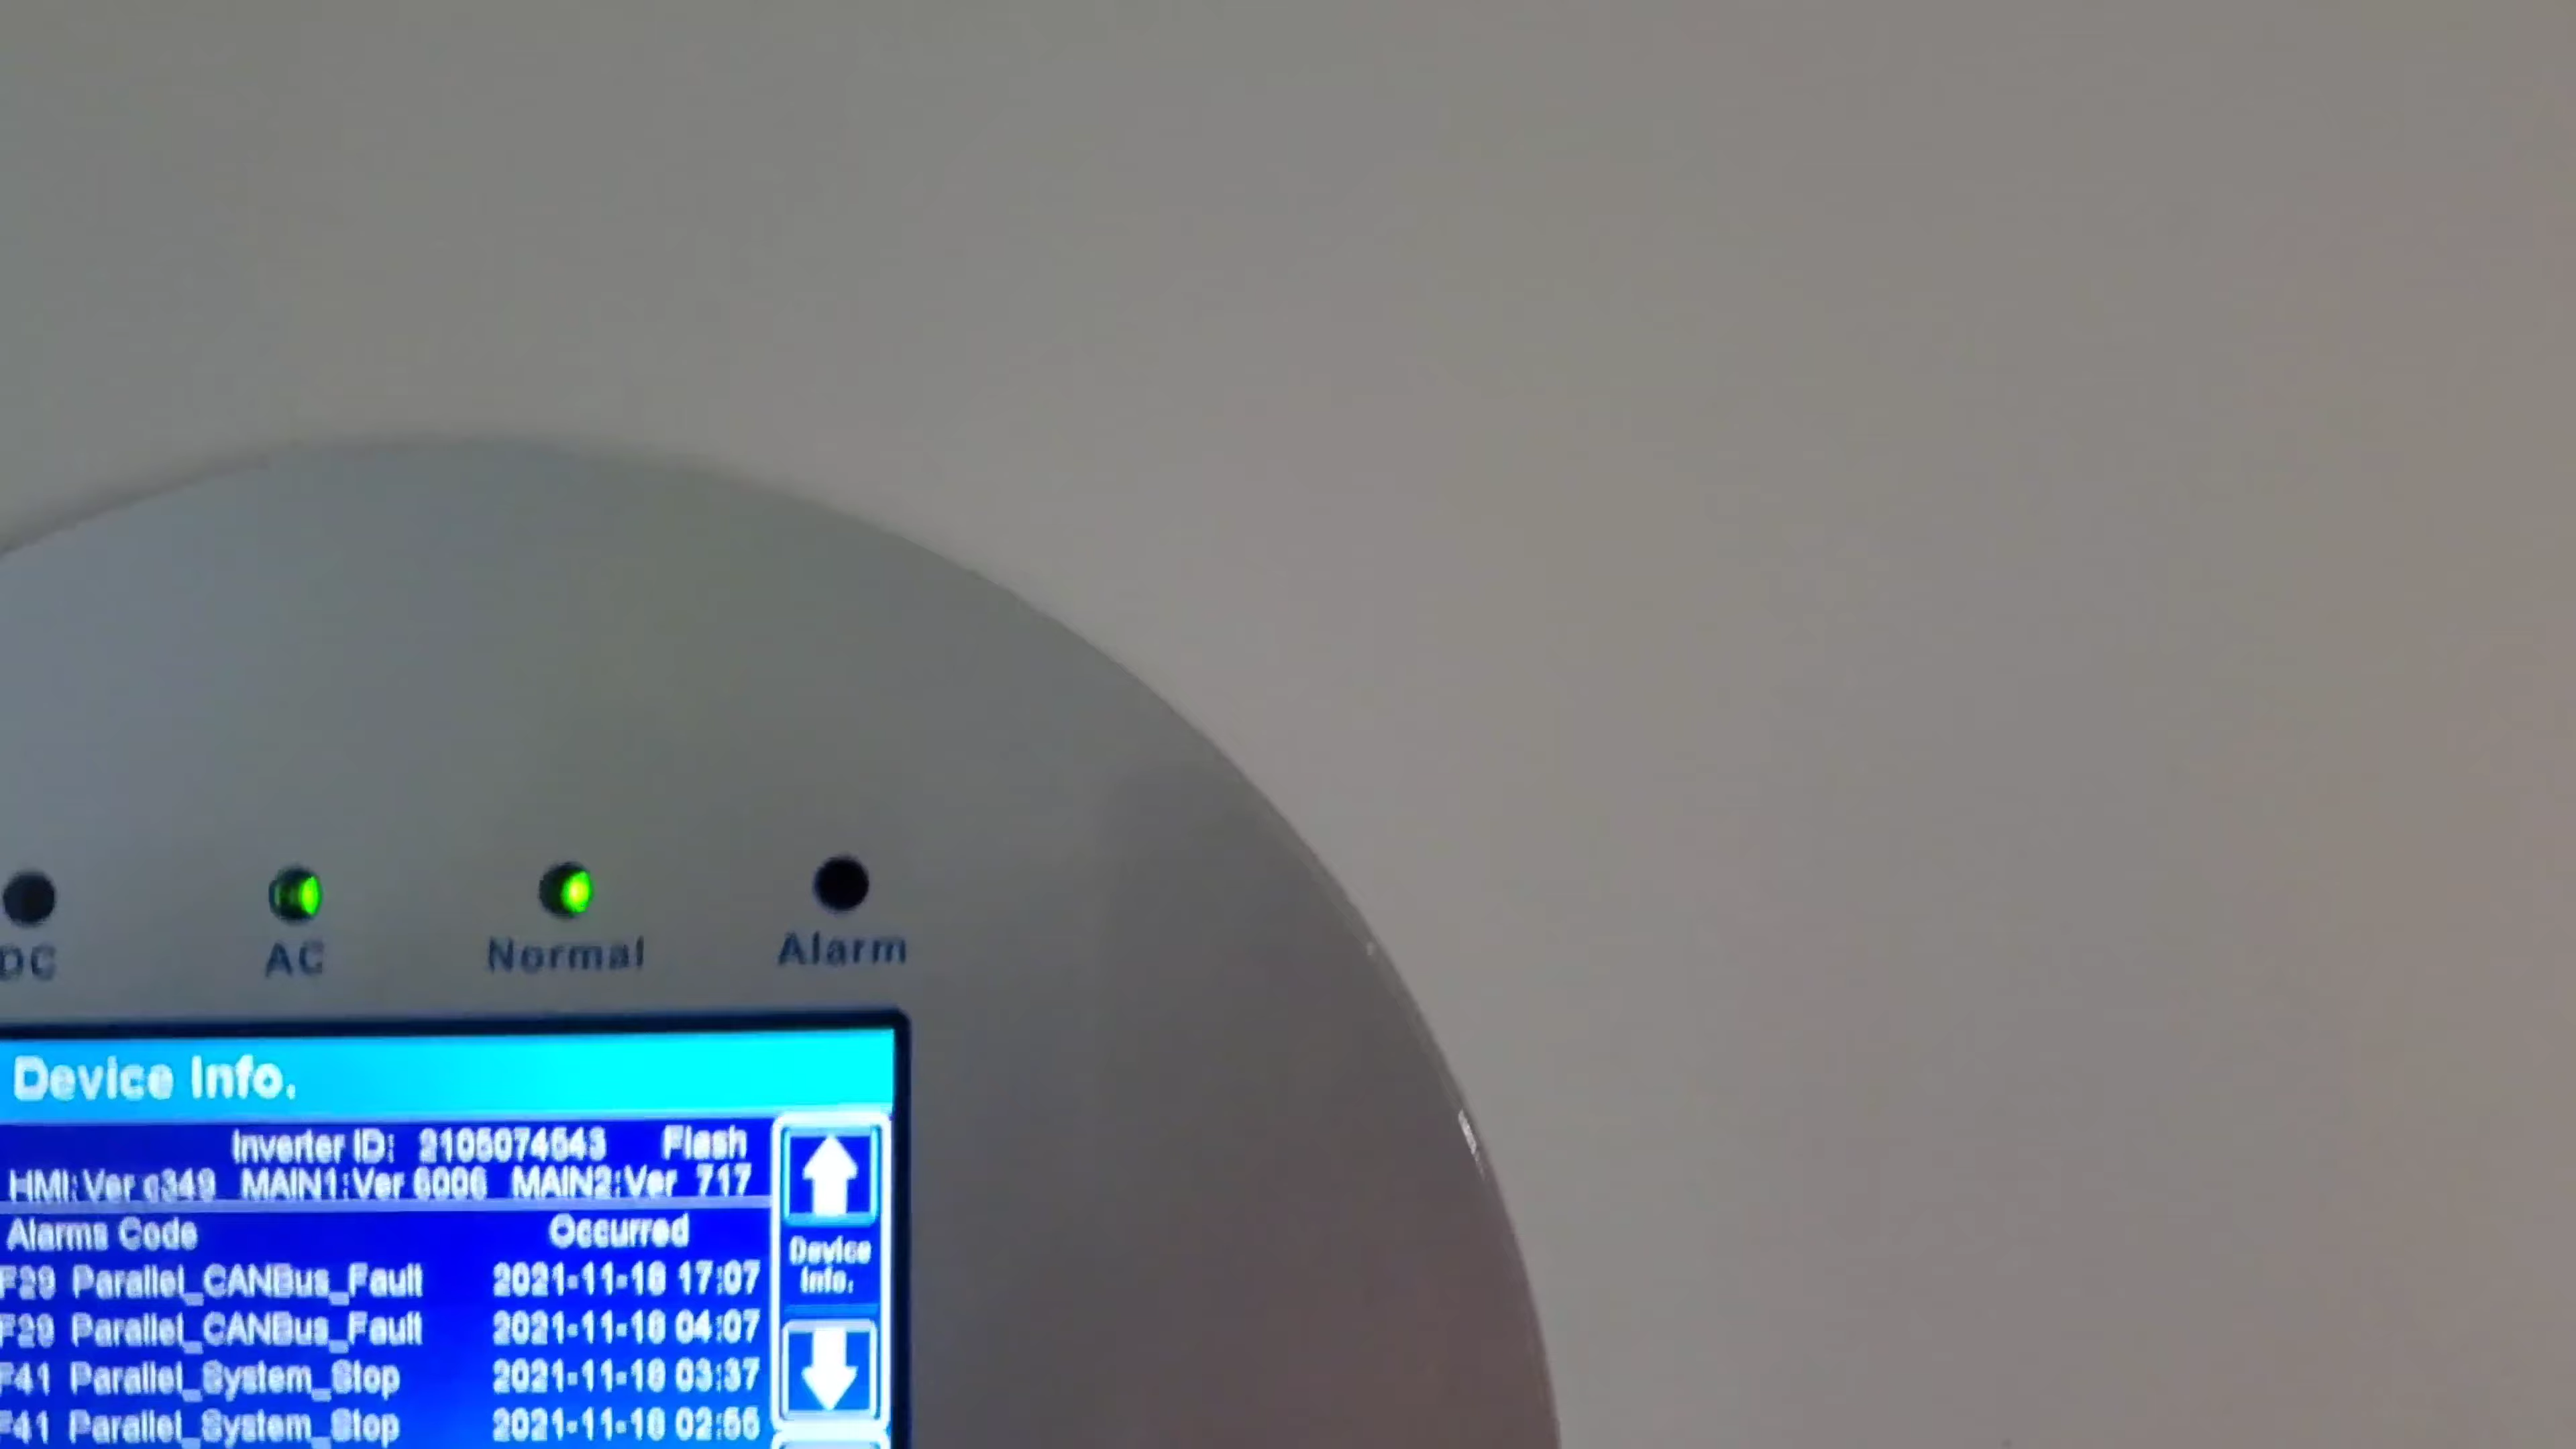 DC AC Normal Alarm
Device Info.
Inverter ID: 2105074543 Flash
HMI:Ver c349 MAIN1:Ver 6006 MAIN2:Ver 717
Alarms Code Occurred
F29 Parallel_CANBus_Fault 2021-11-18 17:07
Device
Info.
F29 Parallel_CANBus_Fault 2021-11-18 04:07
F41 Parallel_System_Stop 2021-11-18 03:37
F41 Parallel_System_Stop 2021-11-18 02:56